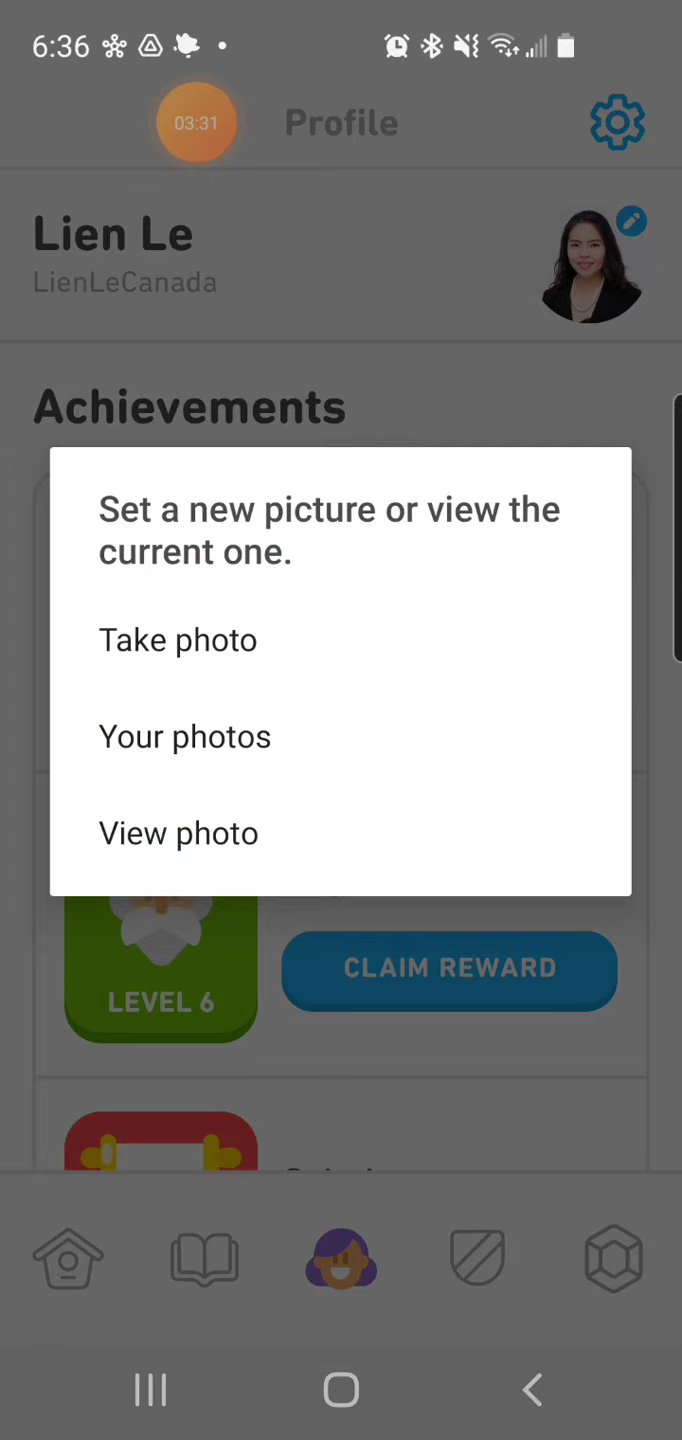 6:36
03:31
Profile
Lien Le
LienLeCanada
Achievements
Set a new picture or view the
current one.
Take photo
Your photos
View photo
LEVEL 6
CLAIM REWARD